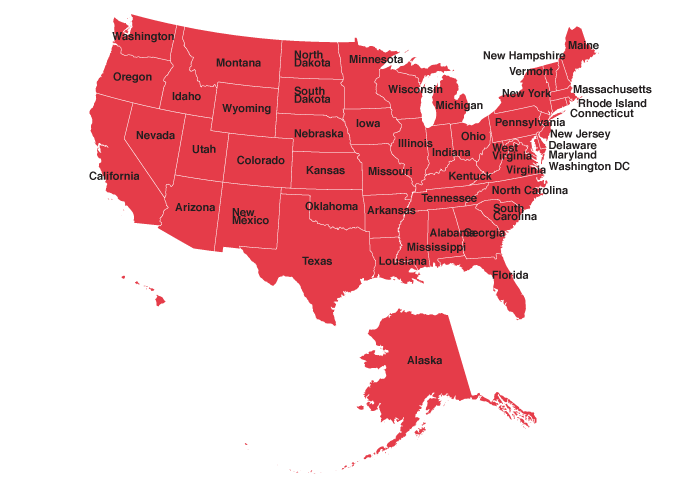 Washington
Oregon
Idaho
Montana
North
Dakota
South
Dakota
Minnesota
Wisconsin
Michigan
Wyoming
Nebraska
Iowa
Nevada
Utah
Colorado
Kansas
Missouri
Illinois
Indiana
Ohio
California
Arizona
New
Mexico
Oklahoma
Arkansas
Texas
Lousiana
Mississippi
Alabama
Georgia
Florida
Tennessee
Kentuck
West
Virginia
Virginia
North Carolina
South
Carolina
Pennsylvania
New York
Vermont
New Hampshire
Maine
Massachusetts
Rhode Island
Connecticut
New Jersey
Delaware
Maryland
Washington DC
Alaska